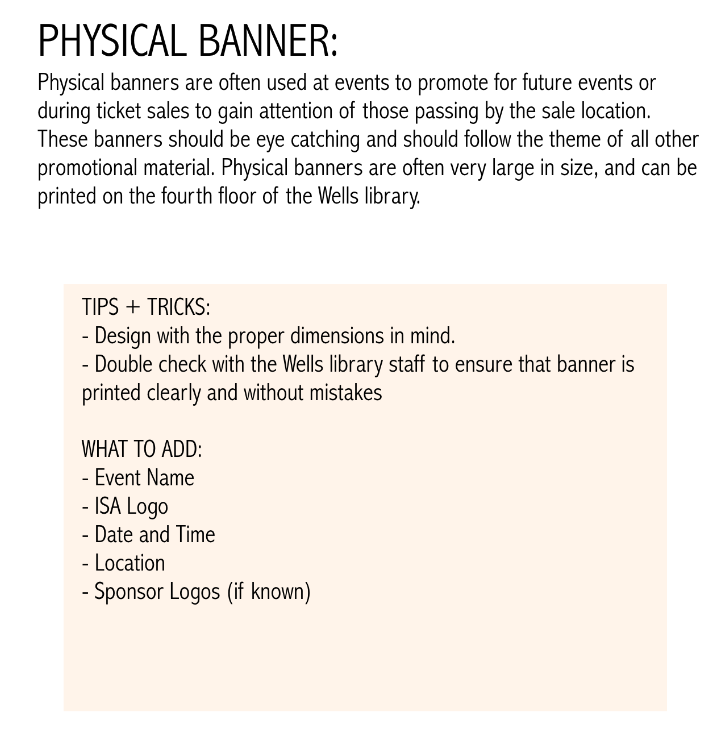 PHYSICAL BANNER:
Physical banners are often used at events to promote for future events or
during ticket sales to gain attention of those passing by the sale location.
These banners should be eye catching and should follow the theme of all other
promotional material. Physical banners are often very large in size, and can be
printed on the fourth floor of the Wells library.
TIPS + TRICKS:
- Design with the proper dimensions in mind.
- Double check with the Wells library staff to ensure that banner is
printed clearly and without mistakes
WHAT TO ADD:
- Event Name
- ISA Logo
- Date and Time
- Location
- Sponsor Logos (if known)